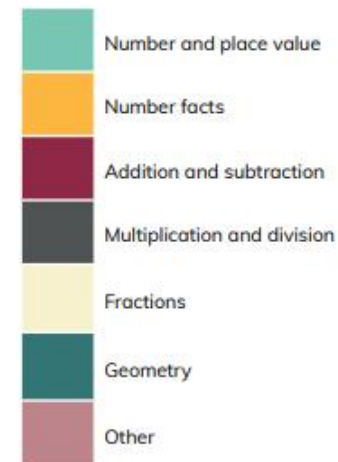 Number and place value
Number facts
Addition and subtraction
Multiplication and division
Fractions
Geometry
Other